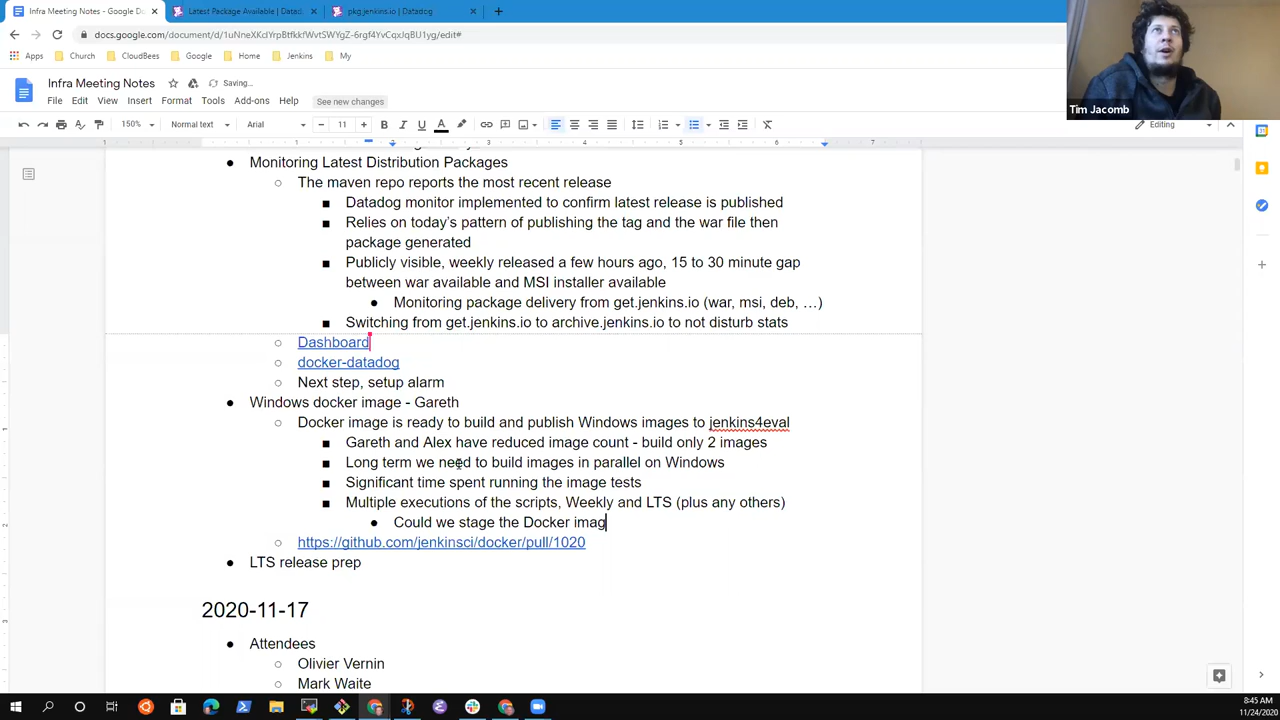 Infra Meeting Notes - Google D
Latest Package Available | Datad
pkg.jenkins.io | Datadog
Apps
Church
CloudBees
Google
Home
Jenkins
My
Infra Meeting Notes
Saving...
File Edit View Insert Format Tools Add-ons Help See new changes
150% Normal text Arial 11 Editing
Tim Jacomb
Monitoring Latest Distribution Packages
The maven repo reports the most recent release
Datadog monitor implemented to confirm latest release is published
Relies on today's pattern of publishing the tag and the war file then
package generated
Publicly visible, weekly released a few hours ago, 15 to 30 minute gap
between war available and MSI installer available
Monitoring package delivery from get.jenkins.io (war, msi, deb, …)
Switching from get.jenkins.io to archive.jenkins.io to not disturb stats
Dashboard
docker-datadog
Next step, setup alarm
Windows docker image - Gareth
Docker image is ready to build and publish Windows images to jenkins4eval
Gareth and Alex have reduced image count - build only 2 images
Long term we need to build images in parallel on Windows
Significant time spent running the image tests
Multiple executions of the scripts, Weekly and LTS (plus any others)
Could we stage the Docker imag
https://github.com/jenkinsci/docker/pull/1020
LTS release prep
2020-11-17
Attendees
Olivier Vernin
Mark Waite
8:45 AM
11/24/2020